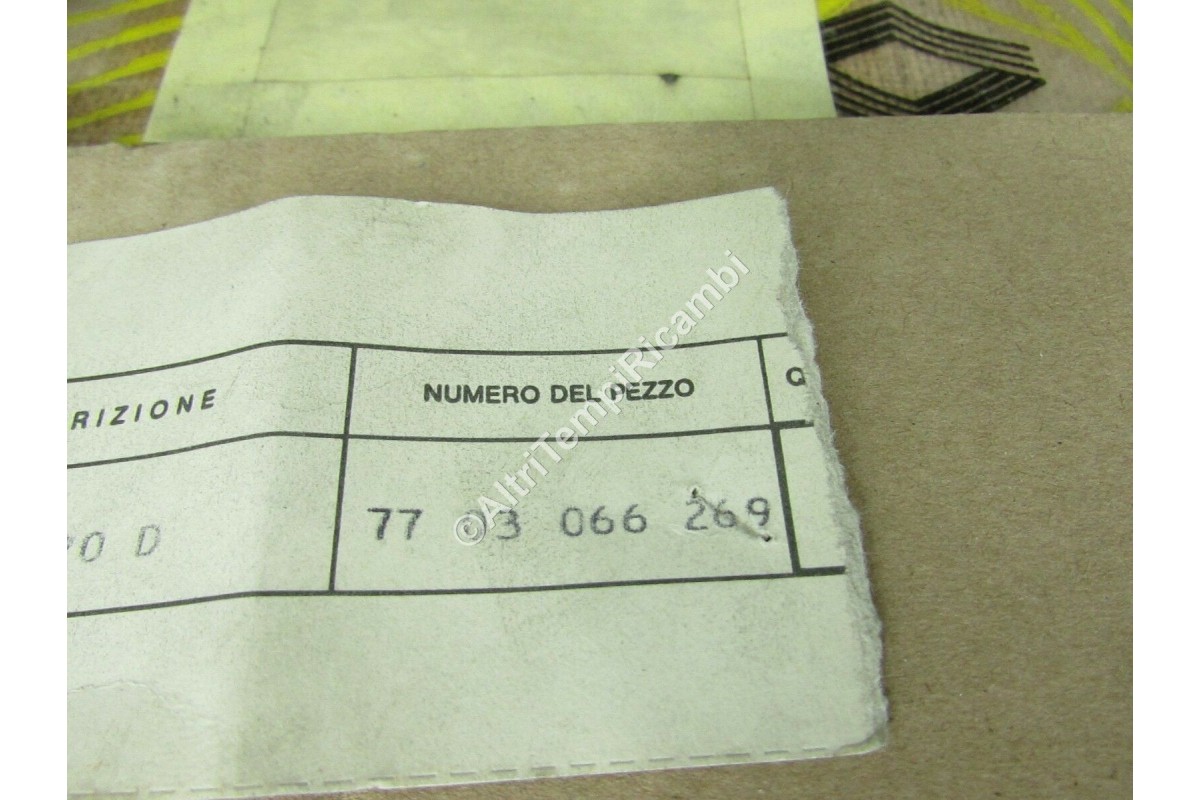 RIZIONE NUMERO DEL PEZZO Q
0 D 77 03 066 269
©AltriTempiRicambi